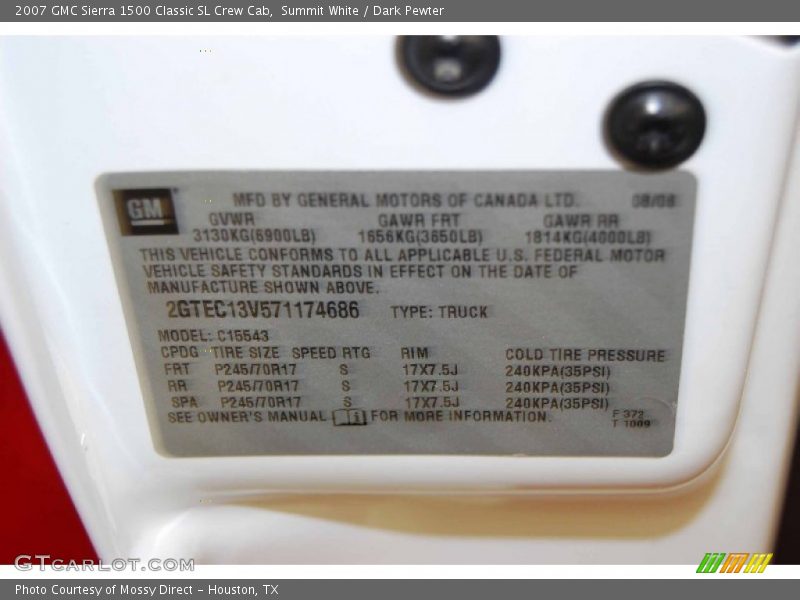 2007 GMC Sierra 1500 Classic SL Crew Cab, Summit White / Dark Pewter
GM MFD BY GENERAL MOTORS OF CANADA LTD.
GVWR GAWR FRT GAWR RR
3130KG(6900LB) 1656KG(3650LB) 1814KG(4000LB)
THIS VEHICLE CONFORMS TO ALL APPLICABLE U.S. FEDERAL MOTOR
VEHICLE SAFETY STANDARDS IN EFFECT ON THE DATE OF
MANUFACTURE SHOWN ABOVE.
2GTEC13V571174686 TYPE: TRUCK
MODEL: C15543
CPDG TIRE SIZE SPEED RTG RIM COLD TIRE PRESSURE
FRT P245/70R17 S 17X7.5J 240KPA(35PSI)
RR P245/70R17 S 17X7.5J 240KPA(35PSI)
SPA P245/70R17 S 17X7.5J 240KPA(35PSI)
SEE OWNER'S MANUAL FOR MORE INFORMATION.
T 1009
GTcarlot.com
Photo Courtesy of Mossy Direct - Houston, TX